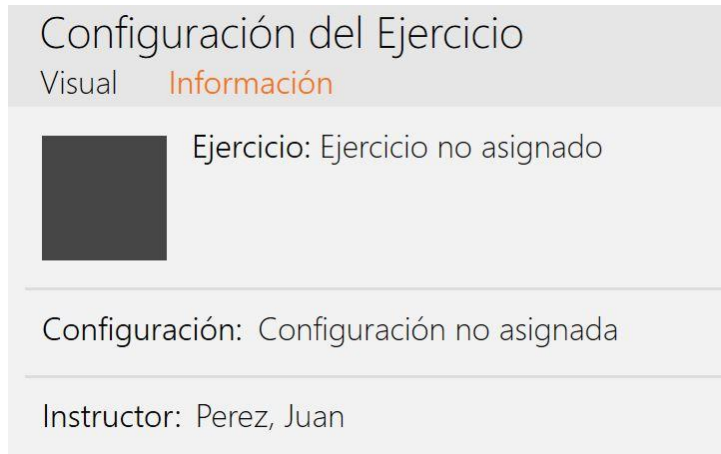 Configuración del Ejercicio
Visual Información
Ejercicio: Ejercicio no asignado
Configuración: Configuración no asignada
Instructor: Perez, Juan